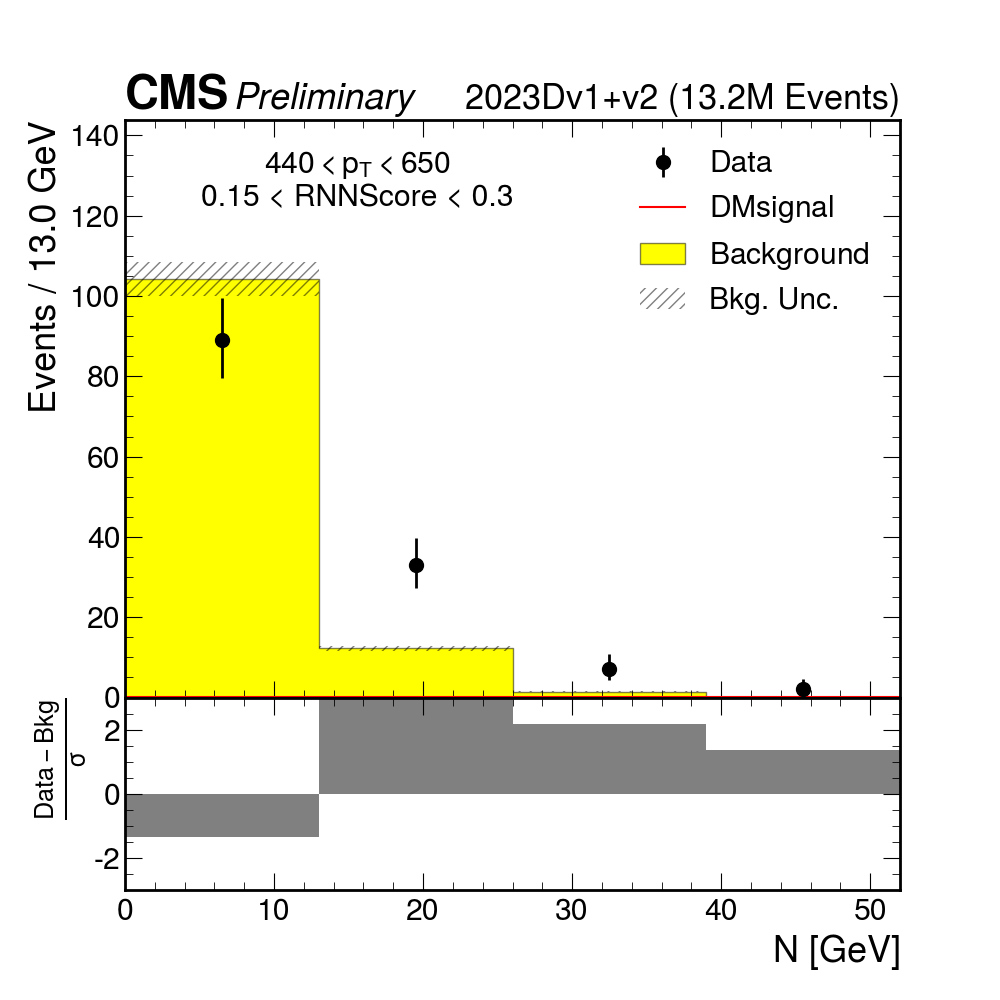 CMS Preliminary 2023Dv1+v2 (13.2M Events)
Events / 13.0 GeV
140
120
100
80
60
40
20
0
440 < pT < 650
0.15 < RNNScore < 0.3
Data
DMsignal
Background
Bkg. Unc.
Data − Bkg
σ
2
0
-2
0 10 20 30 40 50
N [GeV]